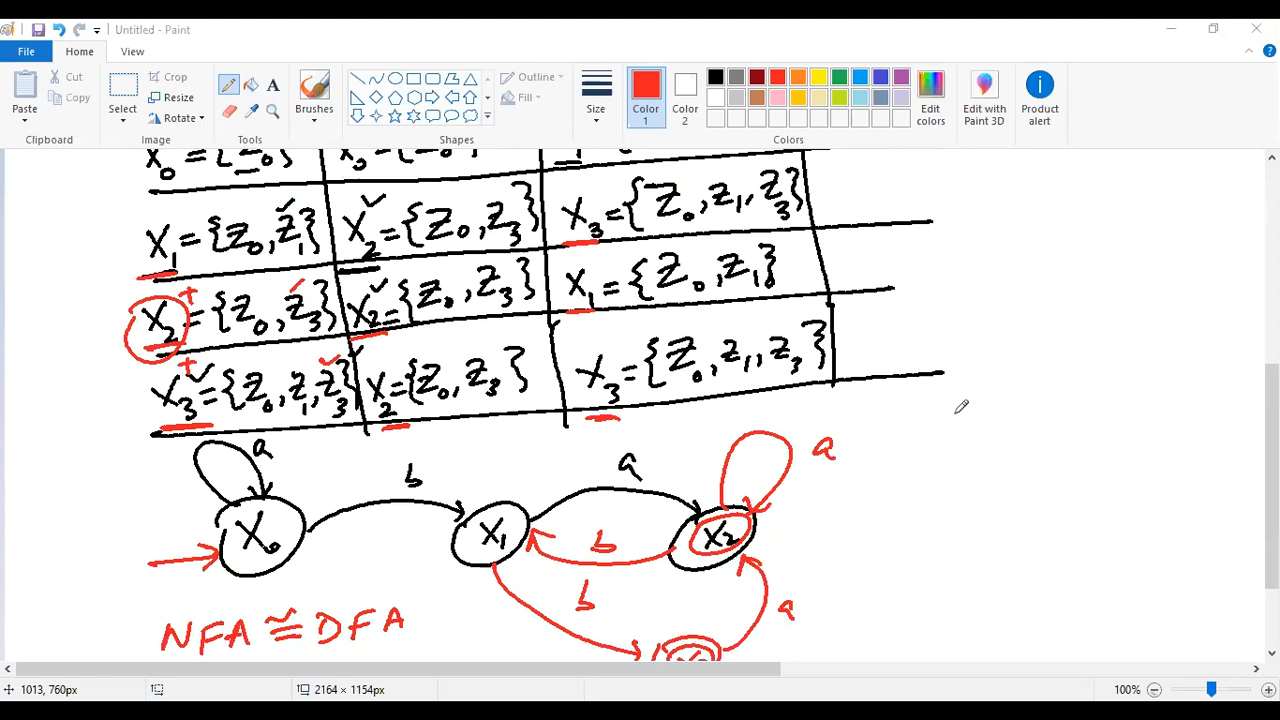 Untitled - Paint
File Home View
Paste
Cut
Copy
Clipboard
Select
Crop
Resize
Rotate
Image
A
Tools
Brushes
Outline
Fill
Shapes
Size
Color 1
Color 2
Colors
Edit colors
Edit with Paint 3D
Product alert
X₁ = {Z₀, Z₁} X₂ = {Z₀, Z₃} X₃ = {Z₀, Z₁, Z₃}
X₂⁺ = {Z₀, Z₃} X₂ = {Z₀, Z₃} X₁ = {Z₀, Z₁}
X₃⁺ = {Z₀, Z₁, Z₃} X₂ = {Z₀, Z₃} X₃ = {Z₀, Z₁, Z₃}
a b a a
X₀ X₁ X₂
b
b a
NFA ≅ DFA
1013, 760px
2164 × 1154px
100%